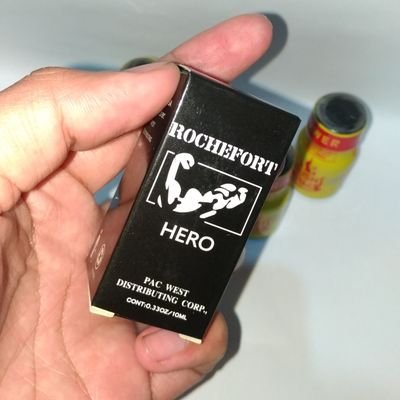 ROCHEFORT
HERO
PAC WEST
DISTRIBUTING CORP.,
CONT:0.33OZ/10ML